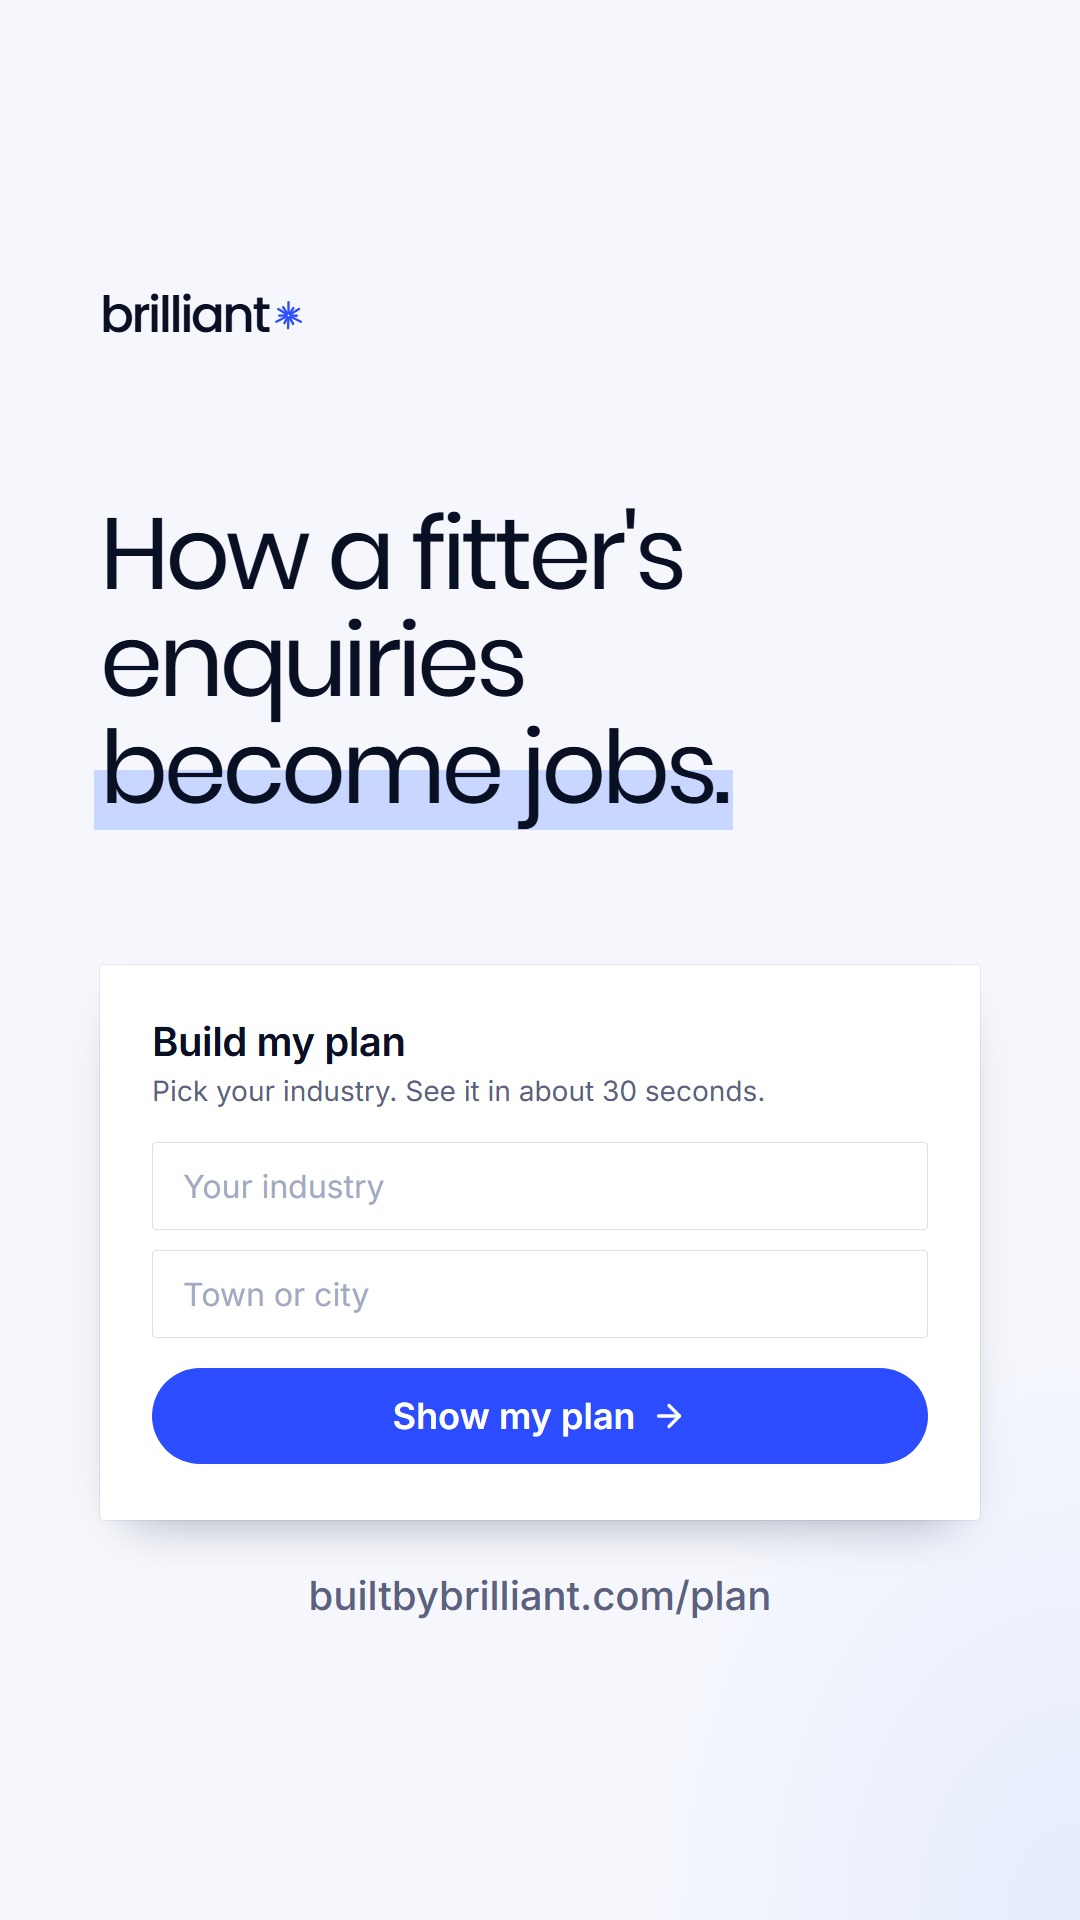 brilliant
How a fitter's
enquiries
become jobs.
Build my plan
Pick your industry. See it in about 30 seconds.
Your industry
Town or city
Show my plan →
builtbybrilliant.com/plan